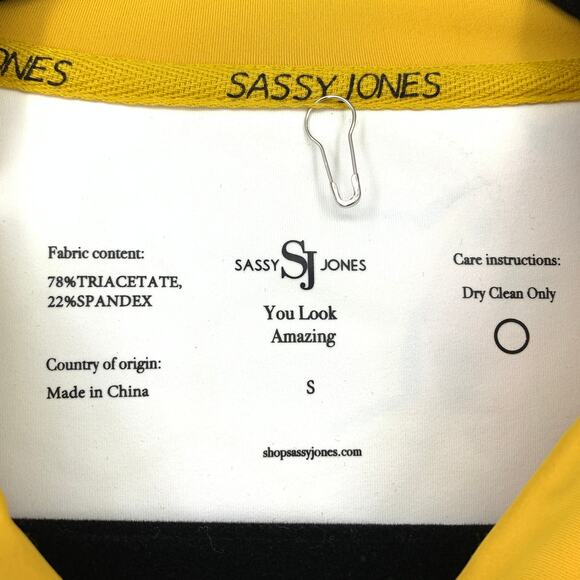 ONES
SASSY JONES
Fabric content:
78%TRIACETATE,
22%SPANDEX
Country of origin:
Made in China
SASSY SJ JONES
You Look
Amazing
S
shopsassyjones.com
Care instructions:
Dry Clean Only